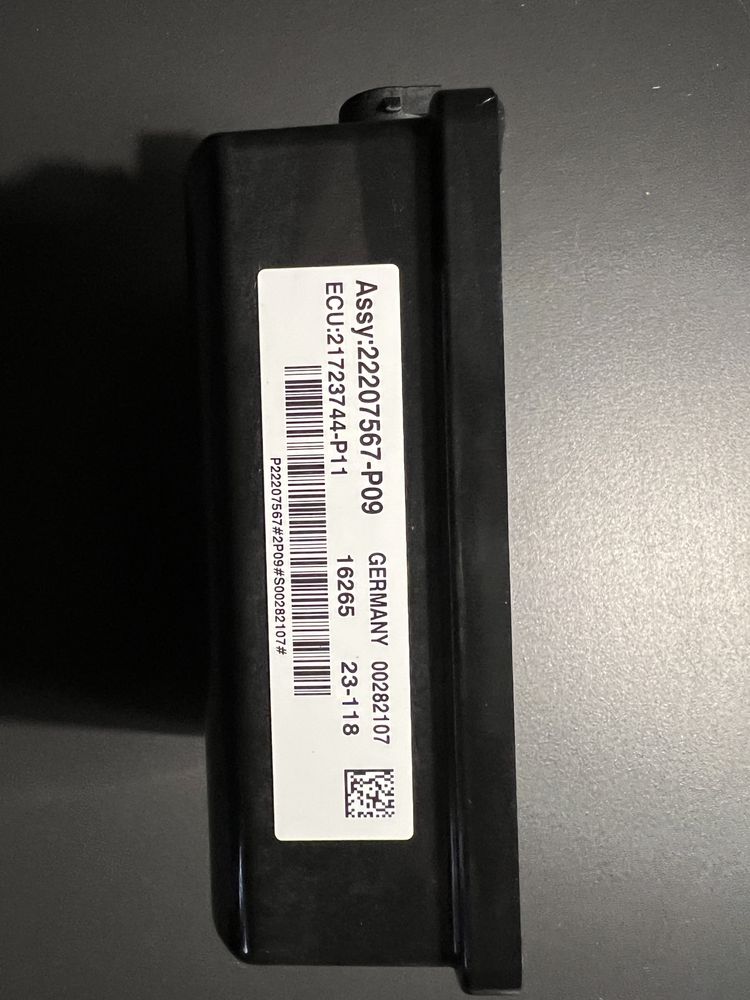 Assy:22207567-P09 GERMANY 00282107
ECU:21723744-P11 16265 23-118
P22207567#2P09#S00282107#